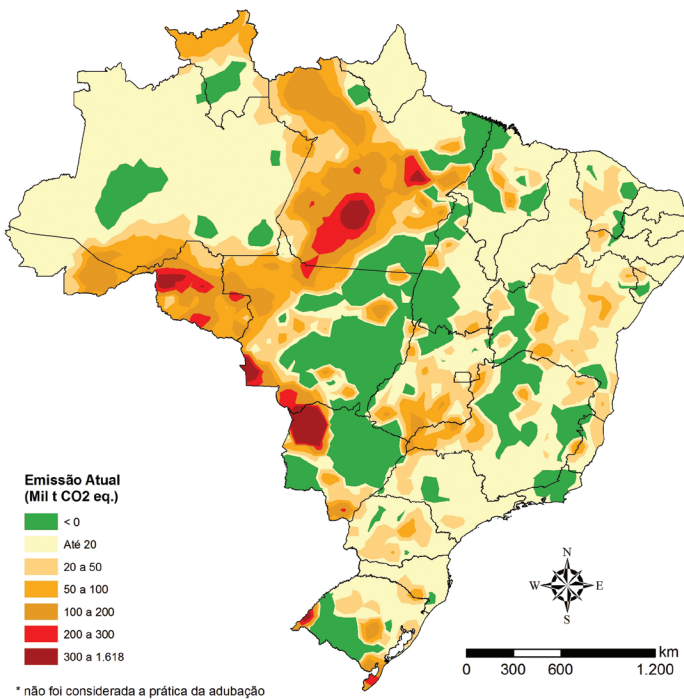 Emissão Atual
(Mil t CO2 eq.)
< 0
Até 20
20 a 50
50 a 100
100 a 200
200 a 300
300 a 1.618
* não foi considerada a prática da adubação
N
W E
S
km
0 300 600 1.200